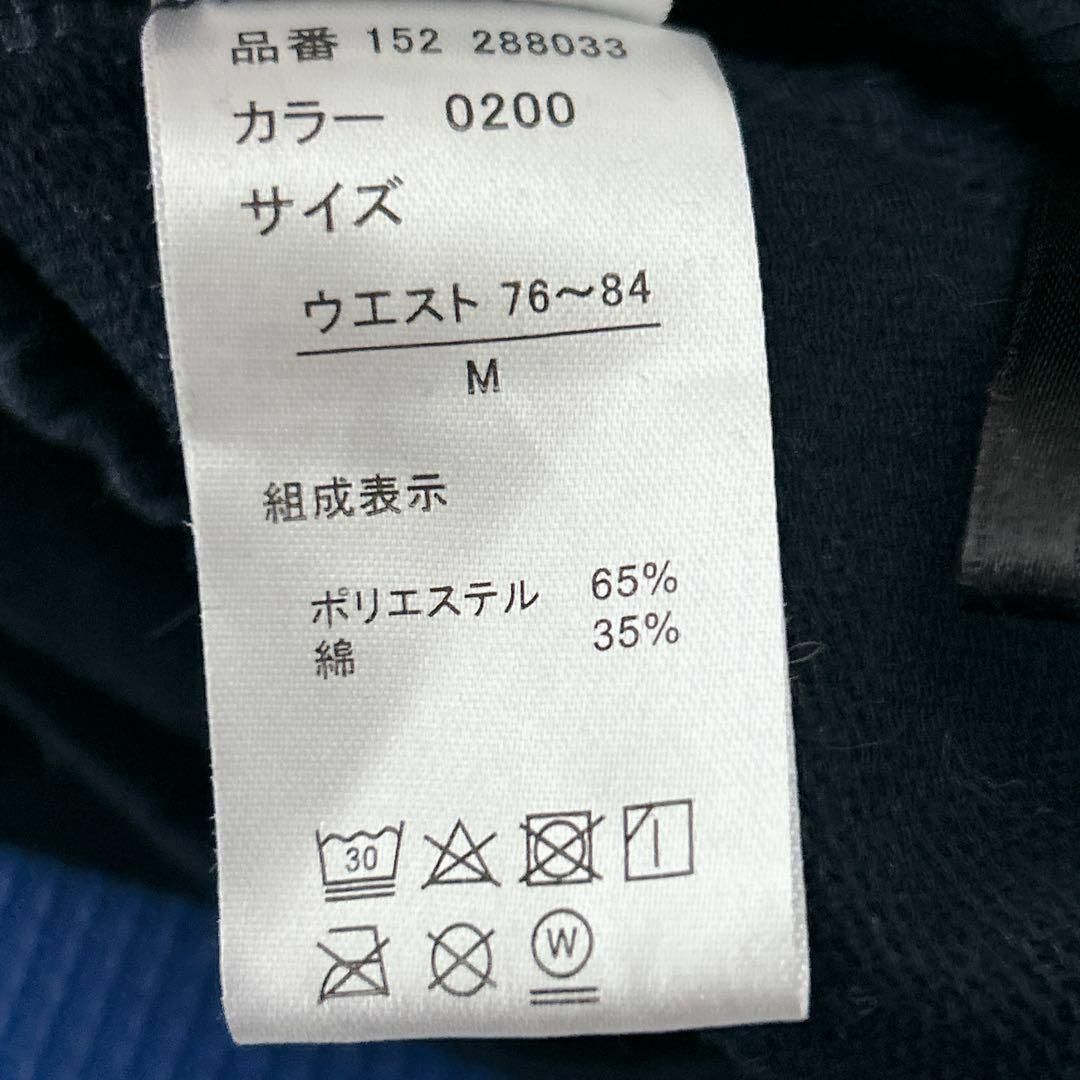 品番 152 288033
カラー 0200
サイズ
ウエスト 76～84
M
組成表示
ポリエステル 65%
綿 35%
30
W